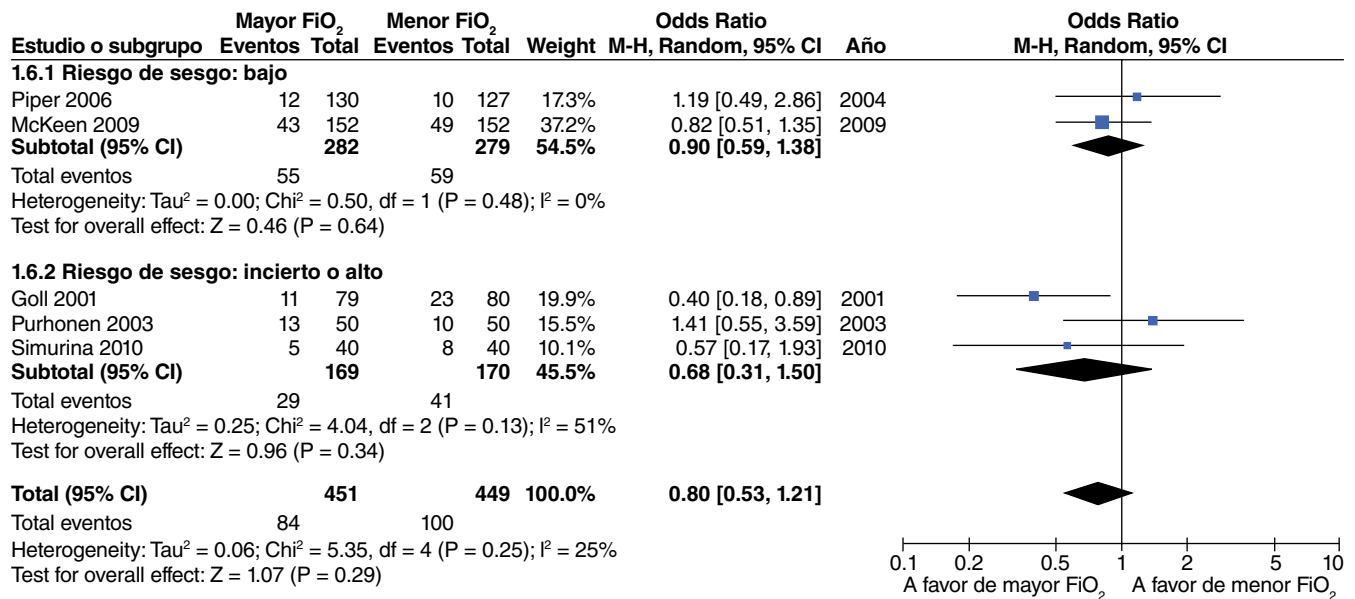 Mayor FiO₂ Menor FiO₂ Odds Ratio Odds Ratio
Estudio o subgrupo Eventos Total Eventos Total Weight M-H, Random, 95% CI Año M-H, Random, 95% CI
1.6.1 Riesgo de sesgo: bajo
Piper 2006 12 130 10 127 17.3% 1.19 [0.49, 2.86] 2004
McKeen 2009 43 152 49 152 37.2% 0.82 [0.51, 1.35] 2009
Subtotal (95% CI) 282 279 54.5% 0.90 [0.59, 1.38]
Total eventos 55 59
Heterogeneity: Tau² = 0.00; Chi² = 0.50, df = 1 (P = 0.48); I² = 0%
Test for overall effect: Z = 0.46 (P = 0.64)
1.6.2 Riesgo de sesgo: incierto o alto
Goll 2001 11 79 23 80 19.9% 0.40 [0.18, 0.89] 2001
Purhonen 2003 13 50 10 50 15.5% 1.41 [0.55, 3.59] 2003
Simurina 2010 5 40 8 40 10.1% 0.57 [0.17, 1.93] 2010
Subtotal (95% CI) 169 170 45.5% 0.68 [0.31, 1.50]
Total eventos 29 41
Heterogeneity: Tau² = 0.25; Chi² = 4.04, df = 2 (P = 0.13); I² = 51%
Test for overall effect: Z = 0.96 (P = 0.34)
Total (95% CI) 451 449 100.0% 0.80 [0.53, 1.21]
Total eventos 84 100
Heterogeneity: Tau² = 0.06; Chi² = 5.35, df = 4 (P = 0.25); I² = 25%
Test for overall effect: Z = 1.07 (P = 0.29)
0.1 0.2 0.5 1 2 5 10
A favor de mayor FiO₂ A favor de menor FiO₂